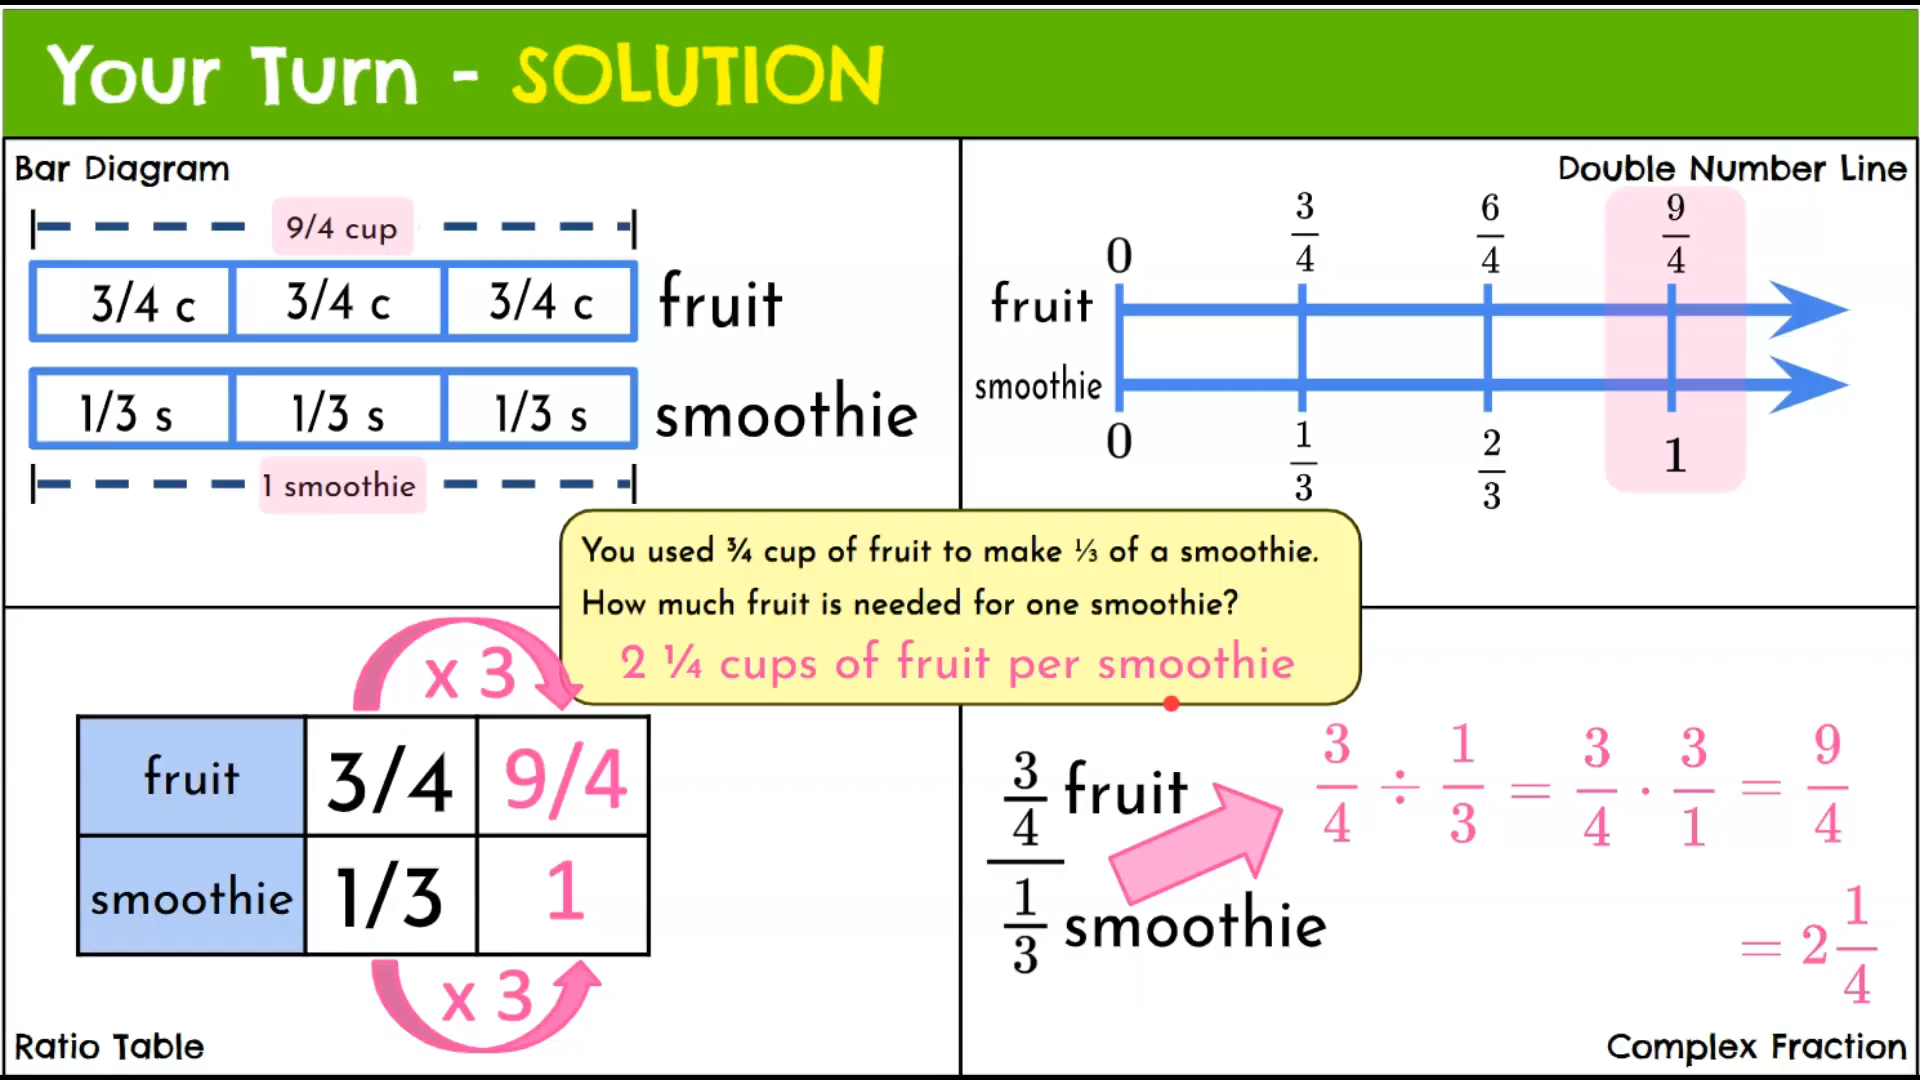 Your Turn - SOLUTION
Bar Diagram
9/4 cup
3/4 c 3/4 c 3/4 c fruit
1/3 s 1/3 s 1/3 s smoothie
1 smoothie
Double Number Line
0 3/4 6/4 9/4
fruit
smoothie
0 1/3 2/3 1
You used ¾ cup of fruit to make ⅓ of a smoothie.
How much fruit is needed for one smoothie?
2 ¼ cups of fruit per smoothie
x 3
fruit 3/4 9/4
smoothie 1/3 1
x 3
Ratio Table
3/4 fruit
1/3 smoothie
3/4 ÷ 1/3 = 3/4 · 3/1 = 9/4
= 2 1/4
Complex Fraction